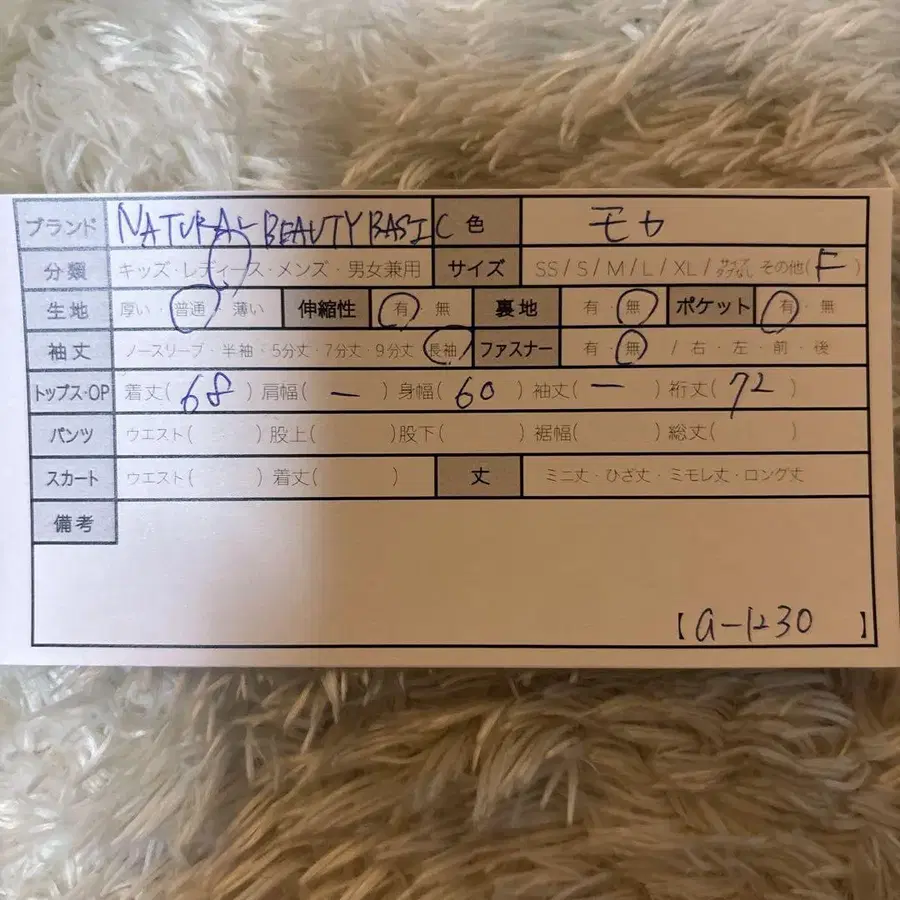 ブランド NATURAL BEAUTY BASIC 色 モカ
分類 キッズ・レディース・メンズ・男女兼用 サイズ SS/S/M/L/XL/サイズタグなし その他(F)
生地 厚い・普通・薄い 伸縮性 有・無 裏地 有・無 ポケット 有・無
袖丈 ノースリーブ・半袖・5分丈・7分丈・9分丈・長袖 ファスナー 有・無/右・左・前・後
トップス・OP 着丈(68)肩幅(ー)身幅(60)袖丈(ー)裄丈(72)
パンツ ウエスト( )股上( )股下( )裾幅( )総丈( )
スカート ウエスト( )着丈( ) 丈 ミニ丈・ひざ丈・ミモレ丈・ロング丈
備考
【a-1230】